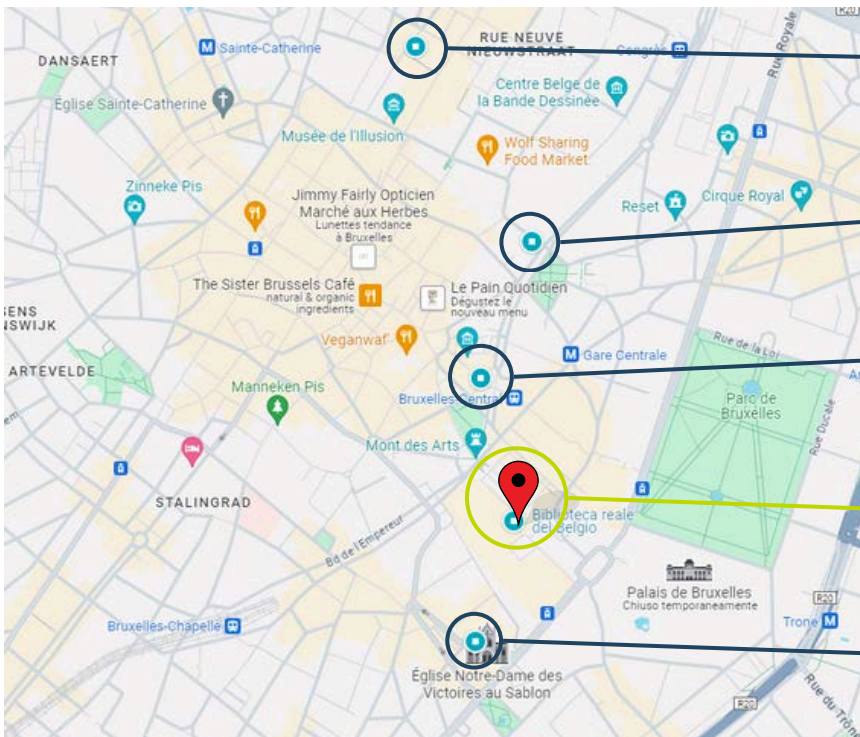 R20
RUE NEUVE
NIEUWSTRAAT
Rue Royale
Sainte-Catherine
Congrès
DANSAERT
Centre Belge de
la Bande Dessinée
Église Sainte-Catherine
Musée de l'Illusion
Wolf Sharing
Food Market
Zinneke Pis
Jimmy Fairly Opticien
Marché aux Herbes
Lunettes tendance
à Bruxelles
Reset
Cirque Royal
The Sister Brussels Café
natural & organic
ingredients
Le Pain Quotidien
Dégustez le
nouveau menu
SENS
NSWIJK
Veganwaf'
Rue de la Loi
Gare Centrale
ARTEVELDE
Manneken Pis
Bruxelles-Central
Parc de
Bruxelles
Rue Ducale
Mont des Arts
STALINGRAD
Biblioteca reale
del Belgio
Bd de l'Empereur
Palais de Bruxelles
Chiuso temporaneamente
R20
Bruxelles-Chapelle
Trone
Église Notre-Dame des
Victoires au Sablon
R20
Rue du Trône